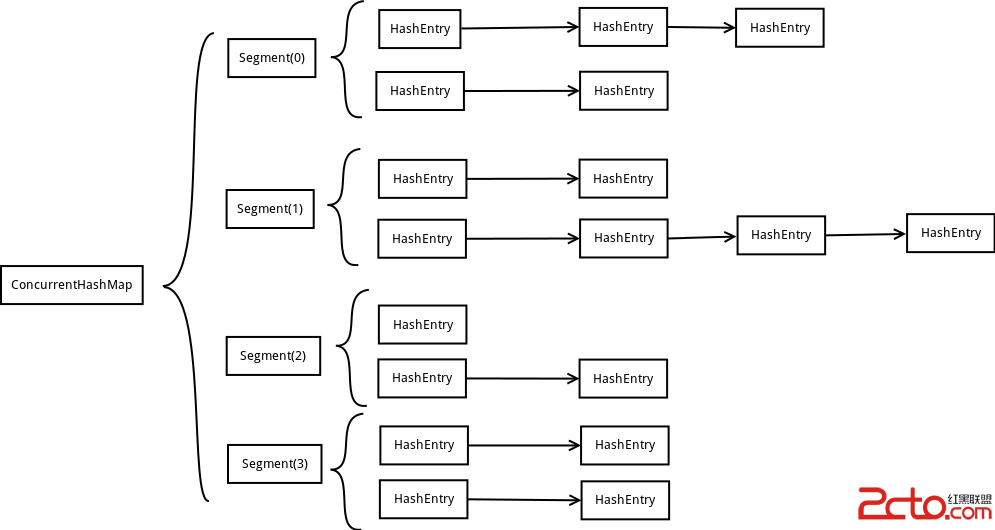 HashEntry HashEntry HashEntry
Segment(0)
HashEntry HashEntry
HashEntry HashEntry
Segment(1)
HashEntry HashEntry HashEntry HashEntry
ConcurrentHashMap
HashEntry
Segment(2)
HashEntry HashEntry
HashEntry HashEntry
Segment(3)
HashEntry HashEntry
2cto.com 红黑联盟